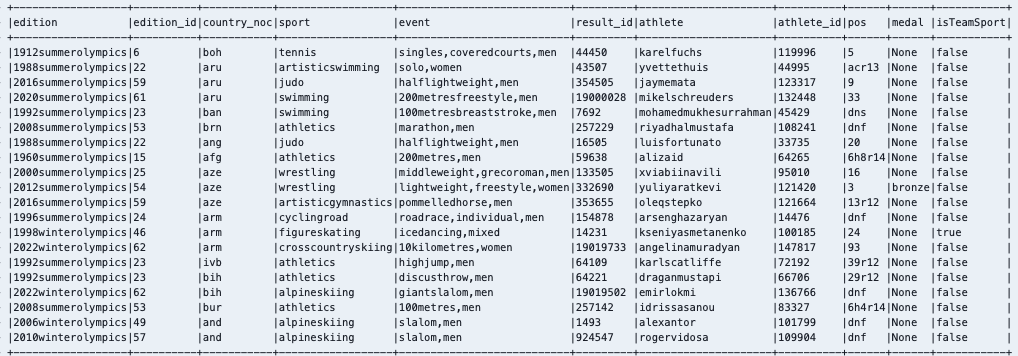 +------------------+----------+-----------+------------------+--------------------------+---------+---------------------+----------+------+------+-----------+
|edition|edition_id|country_noc|sport|event|result_id|athlete|athlete_id|pos|medal|isTeamSport|
+------------------+----------+-----------+------------------+--------------------------+---------+---------------------+----------+------+------+-----------+
|1912summerolympics|6|boh|tennis|singles,coveredcourts,men|44450|karelfuchs|119996|5|None|false|
|1988summerolympics|22|aru|artisticswimming|solo,women|43507|yvettethuis|44995|acr13|None|false|
|2016summerolympics|59|aru|judo|halflightweight,men|354505|jaymemata|123317|9|None|false|
|2020summerolympics|61|aru|swimming|200metresfreestyle,men|19000028|mikelschreuders|132448|33|None|false|
|1992summerolympics|23|ban|swimming|100metresbreaststroke,men|7692|mohamedmukhesurrahman|45429|dns|None|false|
|2008summerolympics|53|brn|athletics|marathon,men|257229|riyadhalmustafa|108241|dnf|None|false|
|1988summerolympics|22|ang|judo|halflightweight,men|16505|luisfortunato|33735|20|None|false|
|1960summerolympics|15|afg|athletics|200metres,men|59638|alizaid|64265|6h8r14|None|false|
|2000summerolympics|25|aze|wrestling|middleweight,grecoroman,men|133505|xviabiinavili|95010|16|None|false|
|2012summerolympics|54|aze|wrestling|lightweight,freestyle,women|332690|yuliyaratkevi|121420|3|bronze|false|
|2016summerolympics|59|aze|artisticgymnastics|pommelledhorse,men|353655|oleqstepko|121664|13r12|None|false|
|1996summerolympics|24|arm|cyclingroad|roadrace,individual,men|154878|arsenghazaryan|14476|dnf|None|false|
|1998winterolympics|46|arm|figureskating|icedancing,mixed|14231|kseniyasmetanenko|100185|24|None|true|
|2022winterolympics|62|arm|crosscountryskiing|10kilometres,women|19019733|angelinamuradyan|147817|93|None|false|
|1992summerolympics|23|ivb|athletics|highjump,men|64109|karlscatliffe|72192|39r12|None|false|
|1992summerolympics|23|bih|athletics|discusthrow,men|64221|draganmustapi|66706|29r12|None|false|
|2022winterolympics|62|bih|alpineskiing|giantslalom,men|19019502|emirlokmi|136766|dnf|None|false|
|2008summerolympics|53|bur|athletics|100metres,men|257142|idrissasanou|83327|6h4r14|None|false|
|2006winterolympics|49|and|alpineskiing|slalom,men|1493|alexantor|101799|dnf|None|false|
|2010winterolympics|57|and|alpineskiing|slalom,men|924547|rogervidosa|109904|dnf|None|false|
+------------------+----------+-----------+------------------+--------------------------+---------+---------------------+----------+------+------+-----------+